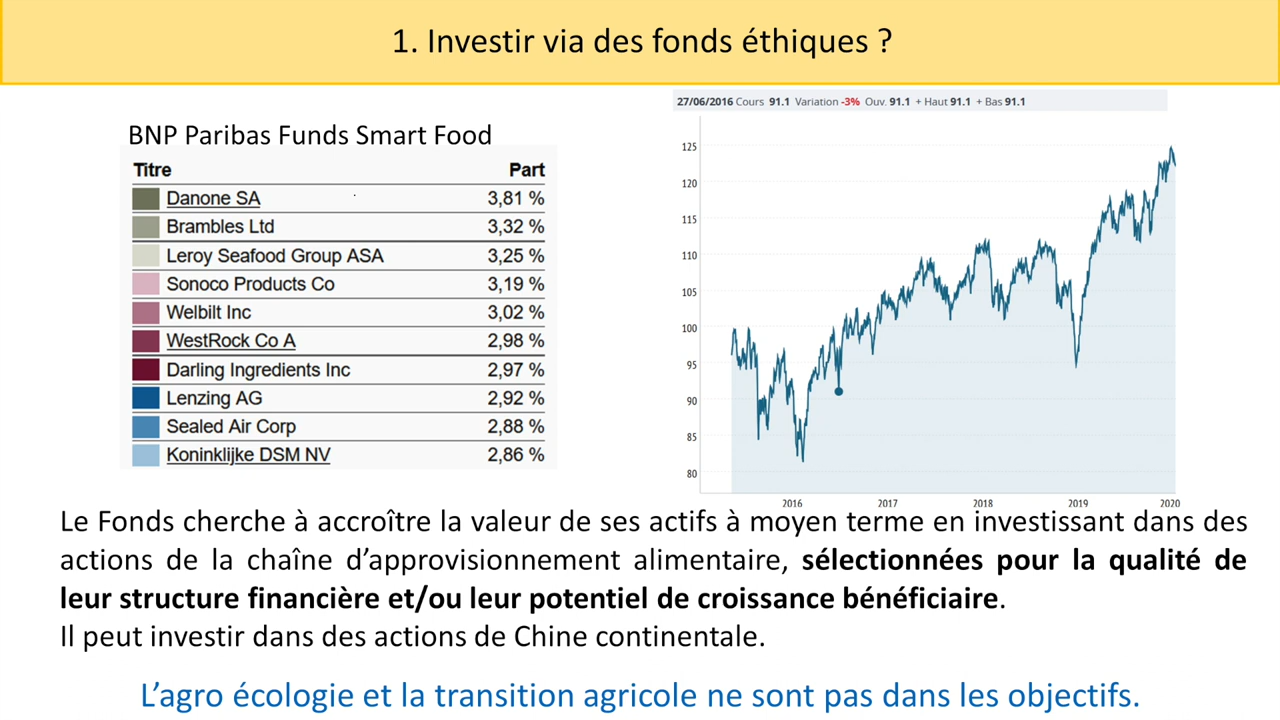 1. Investir via des fonds éthiques ?
BNP Paribas Funds Smart Food
Titre Part
Danone SA 3,81 %
Brambles Ltd 3,32 %
Leroy Seafood Group ASA 3,25 %
Sonoco Products Co 3,19 %
Welbilt Inc 3,02 %
WestRock Co A 2,98 %
Darling Ingredients Inc 2,97 %
Lenzing AG 2,92 %
Sealed Air Corp 2,88 %
Koninklijke DSM NV 2,86 %
27/06/2016 Cours 91.1 Variation -3% Ouv. 91.1 + Haut 91.1 + Bas 91.1
125
120
115
110
105
100
95
90
85
80
2016 2017 2018 2019 2020
Le Fonds cherche à accroître la valeur de ses actifs à moyen terme en investissant dans des
actions de la chaîne d’approvisionnement alimentaire, sélectionnées pour la qualité de
leur structure financière et/ou leur potentiel de croissance bénéficiaire.
Il peut investir dans des actions de Chine continentale.
L’agro écologie et la transition agricole ne sont pas dans les objectifs.